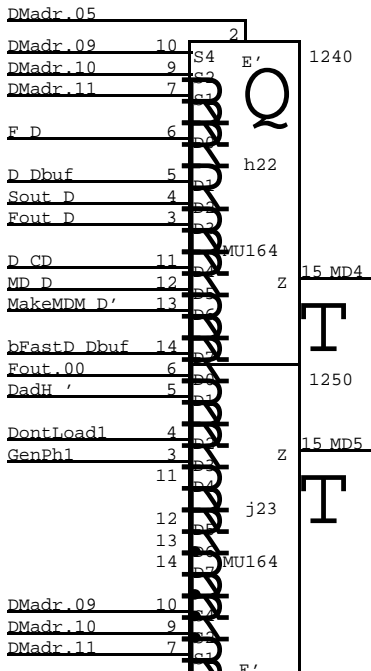 DMadr.05
2
DMadr.09 10 S4 E' 1240
DMadr.10 9 S2
DMadr.11 7 S1 Q
F D 6 D0
h22
D Dbuf 5 D1
Sout D 4 D2
Fout D 3 D3
MU164
D CD 11 D4 15 MD4
MD D 12 D5 Z
MakeMDM D' 13 D6
T
bFastD Dbuf 14 D7
Fout.00 6 D0 1250
DadH ' 5 D1
DontLoad1 4 D2 15 MD5
GenPh1 3 D3 Z
11 D4
T
j23
12 D5
13 D6
14 D7 MU164
DMadr.09 10 S4
DMadr.10 9 S2
DMadr.11 7 S1
E'